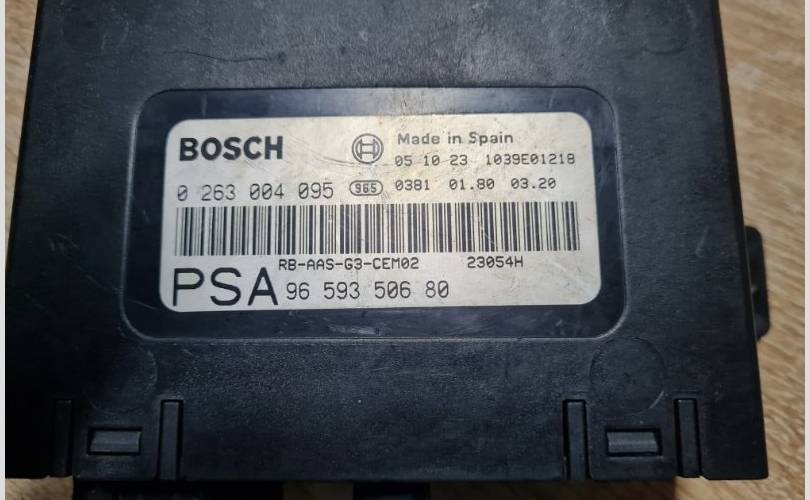 BOSCH
Made in Spain
05 10 23 1039E01218
0 263 004 095 965 0381 01.80 03.20
RB-AAS-G3-CEM02 23054H
PSA 96 593 506 80